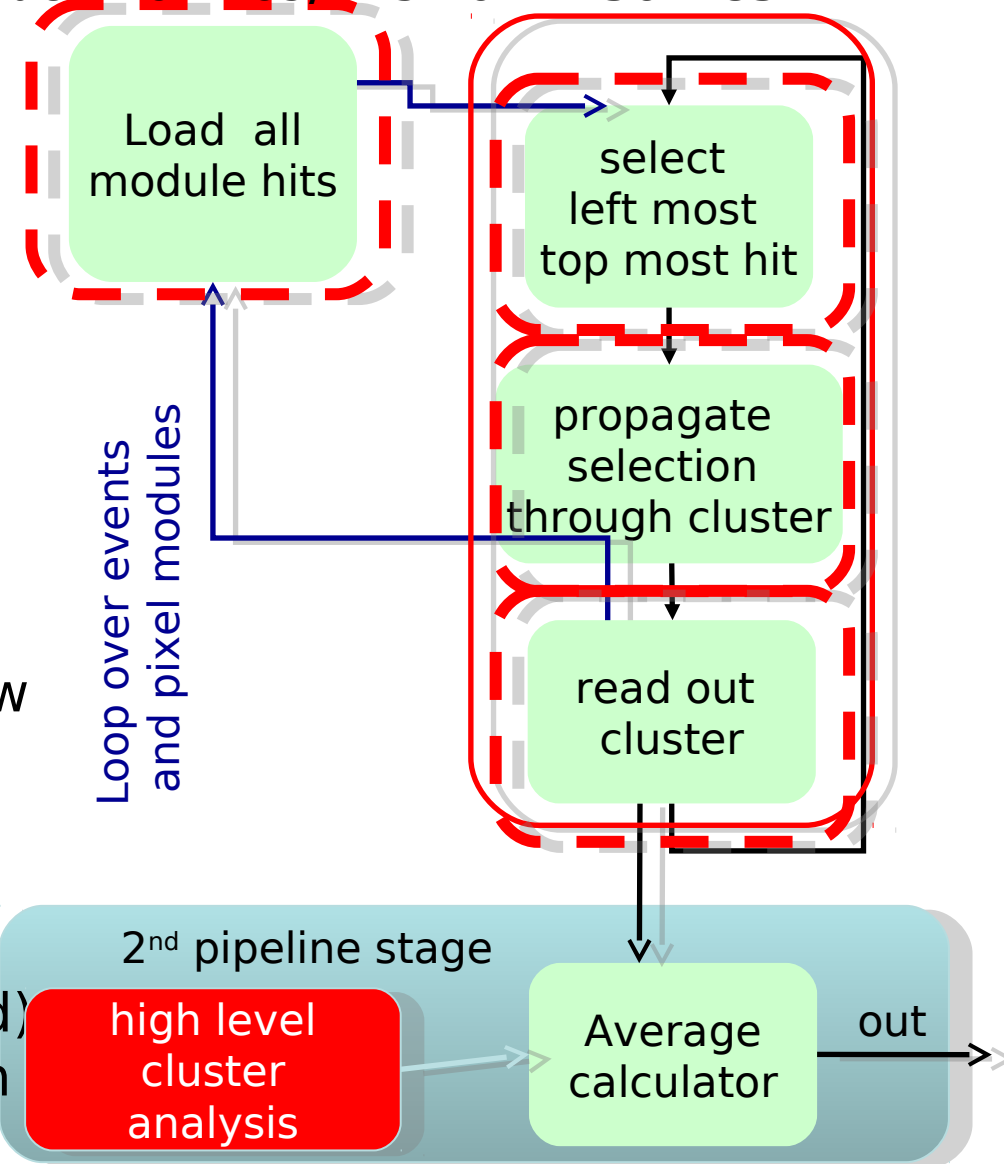 Load all
module hits
select
left most
top most hit
propagate
selection
through cluster
Loop over events
and pixel modules
read out
cluster
w
2nd pipeline stage
d)
high level
cluster
analysis
Average
calculator
out
n